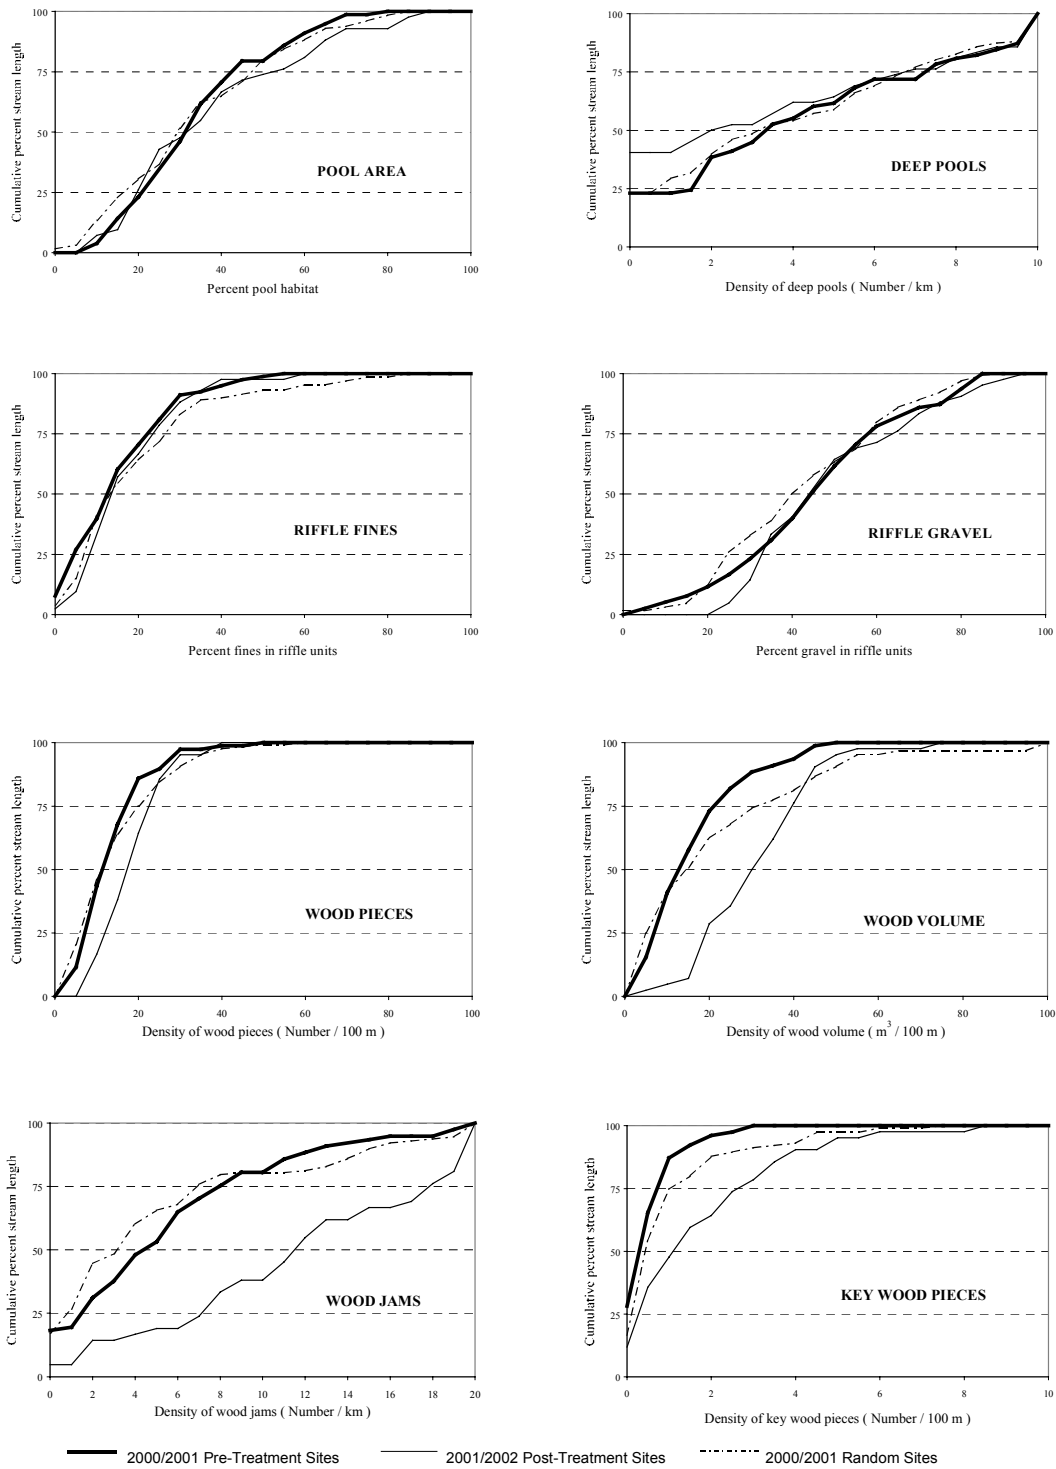 Cumulative percent stream length
100
75
50
25
0
POOL AREA
0 20 40 60 80 100
Percent pool habitat
Cumulative percent stream length
100
75
50
25
0
DEEP POOLS
0 2 4 6 8 10
Density of deep pools ( Number / km )
Cumulative percent stream length
100
75
50
25
0
RIFFLE FINES
0 20 40 60 80 100
Percent fines in riffle units
Cumulative percent stream length
100
75
50
25
0
RIFFLE GRAVEL
0 20 40 60 80 100
Percent gravel in riffle units
Cumulative percent stream length
100
75
50
25
0
WOOD PIECES
0 20 40 60 80 100
Density of wood pieces ( Number / 100 m )
Cumulative percent stream length
100
75
50
25
0
WOOD VOLUME
0 20 40 60 80 100
Density of wood volume ( m³ / 100 m )
Cumulative percent stream length
100
75
50
25
0
WOOD JAMS
0 2 4 6 8 10 12 14 16 18 20
Density of wood jams ( Number / km )
Cumulative percent stream length
100
75
50
25
0
KEY WOOD PIECES
0 2 4 6 8 10
Density of key wood pieces ( Number / 100 m )
2000/2001 Pre-Treatment Sites
2001/2002 Post-Treatment Sites
2000/2001 Random Sites